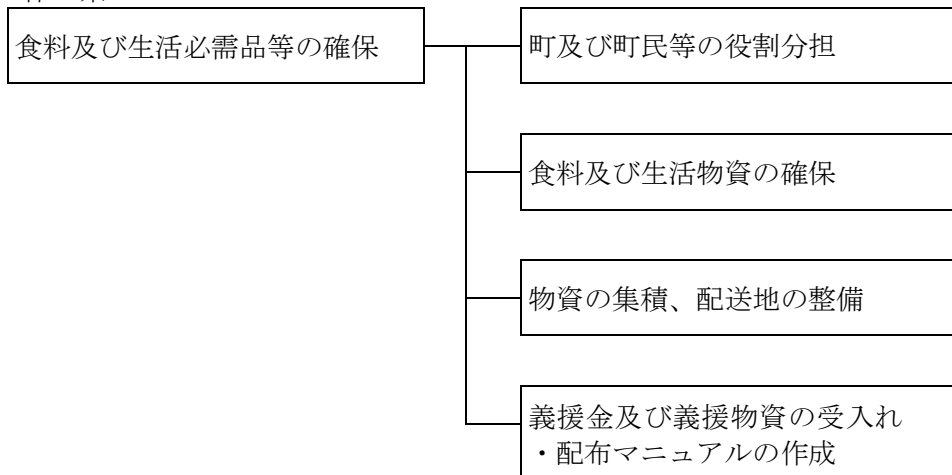 食料及び生活必需品等の確保
町及び町民等の役割分担
食料及び生活物資の確保
物資の集積、配送地の整備
義援金及び義援物資の受入れ
・配布マニュアルの作成